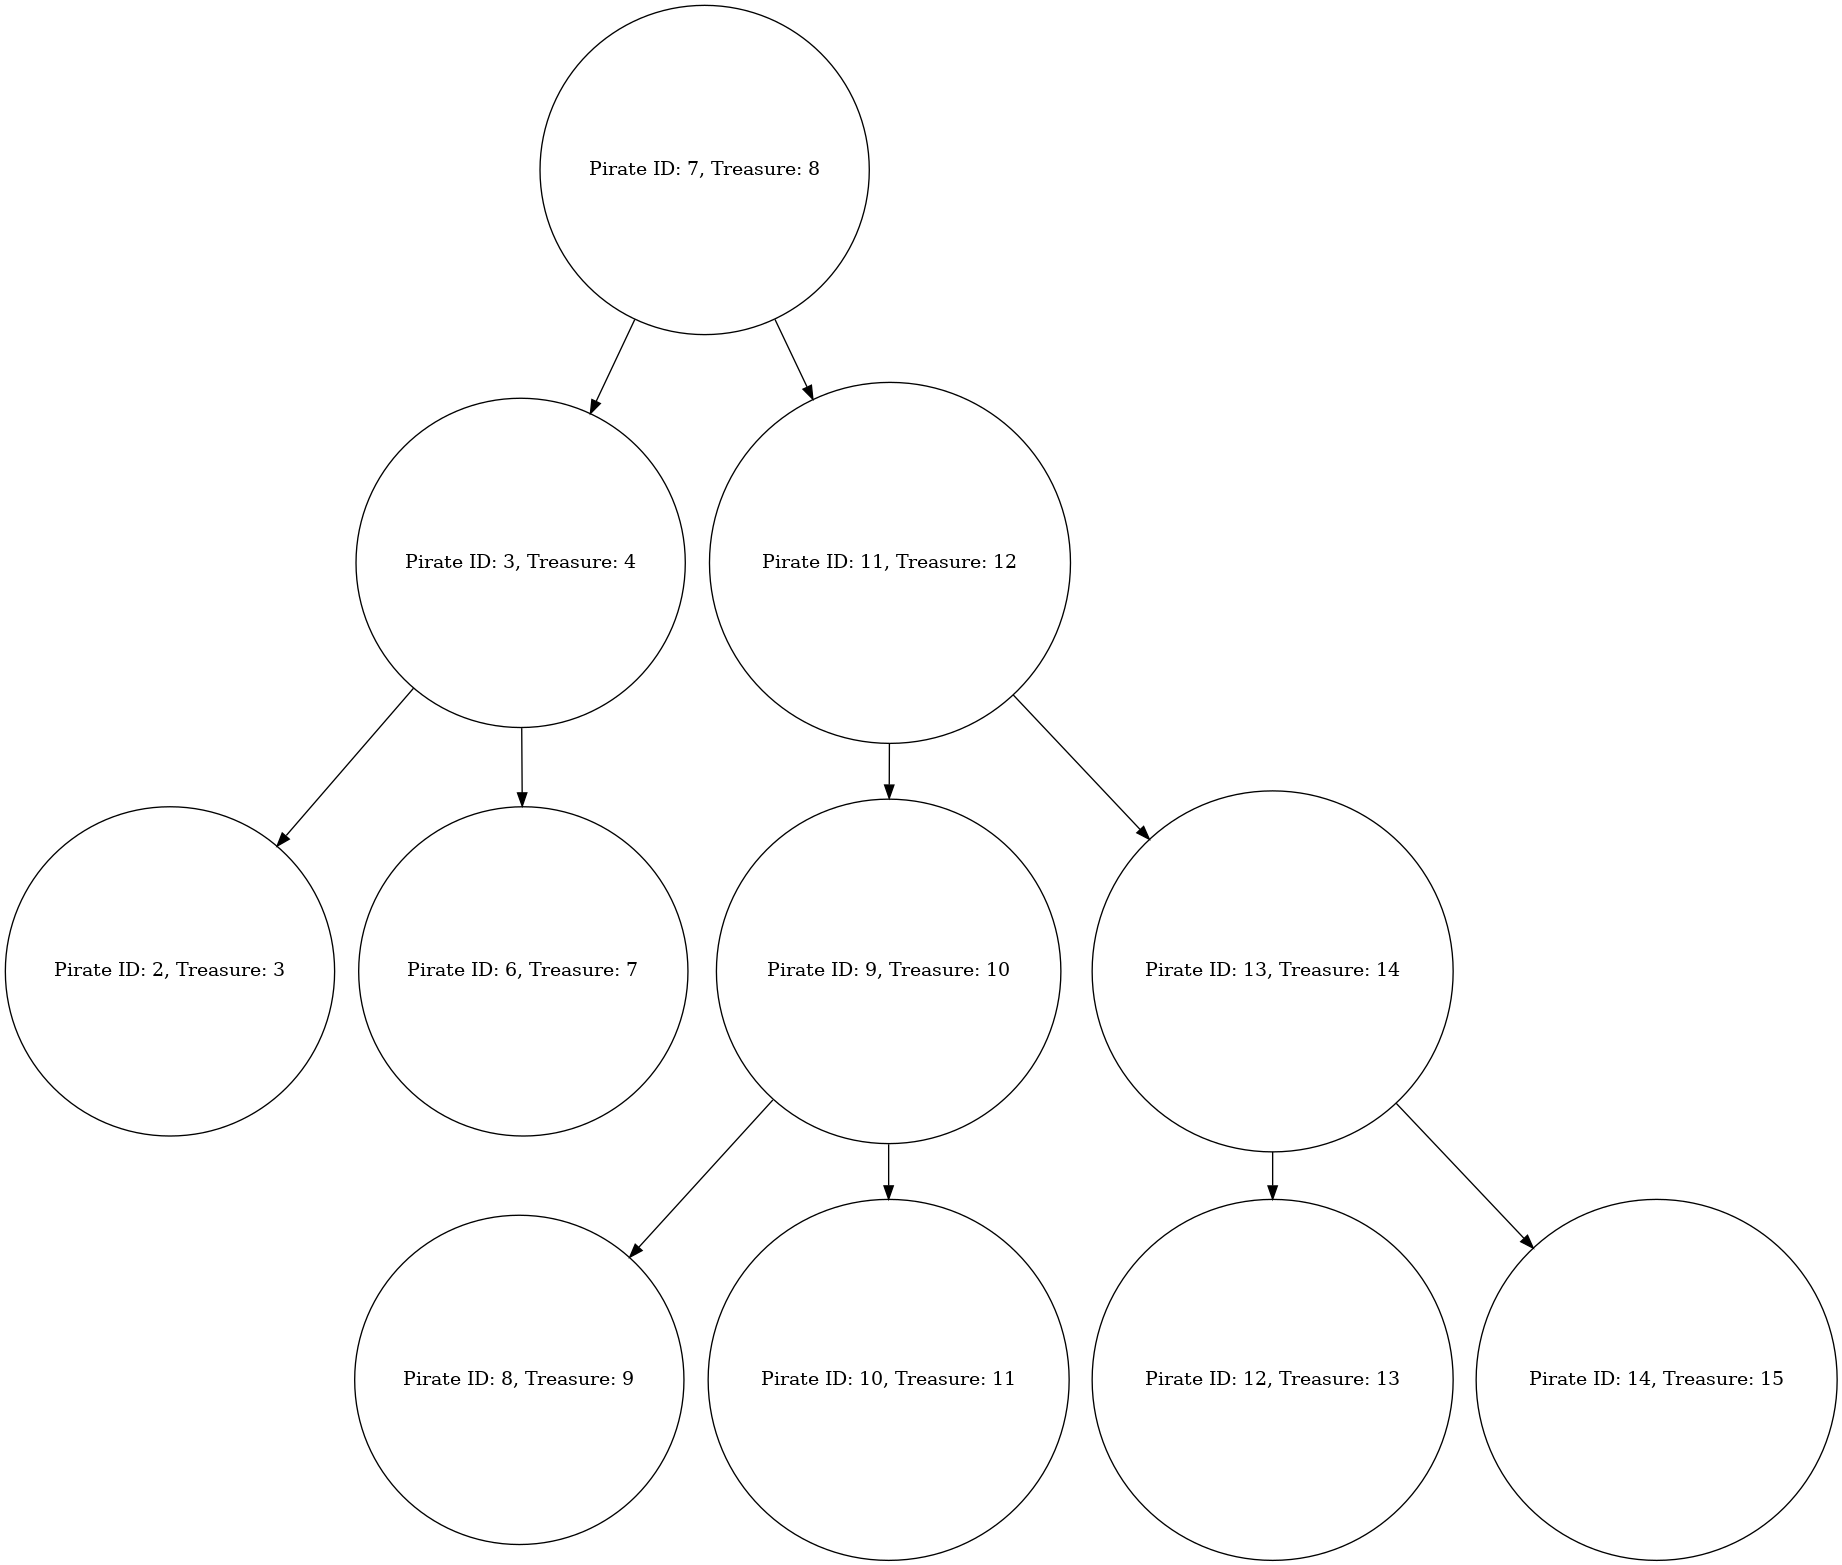 Pirate ID: 7, Treasure: 8
Pirate ID: 3, Treasure: 4
Pirate ID: 11, Treasure: 12
Pirate ID: 2, Treasure: 3
Pirate ID: 6, Treasure: 7
Pirate ID: 9, Treasure: 10
Pirate ID: 13, Treasure: 14
Pirate ID: 8, Treasure: 9
Pirate ID: 10, Treasure: 11
Pirate ID: 12, Treasure: 13
Pirate ID: 14, Treasure: 15